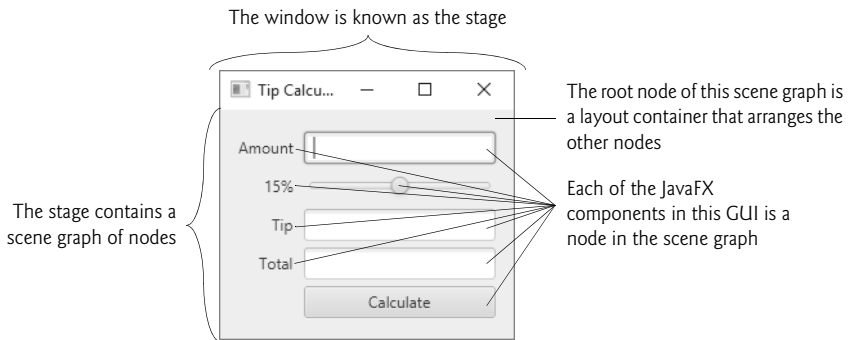 The window is known as the stage
Tip Calcu...
The root node of this scene graph is
a layout container that arranges the
other nodes
Amount
15%
Tip
Total
Calculate
Each of the JavaFX
components in this GUI is a
node in the scene graph
The stage contains a
scene graph of nodes